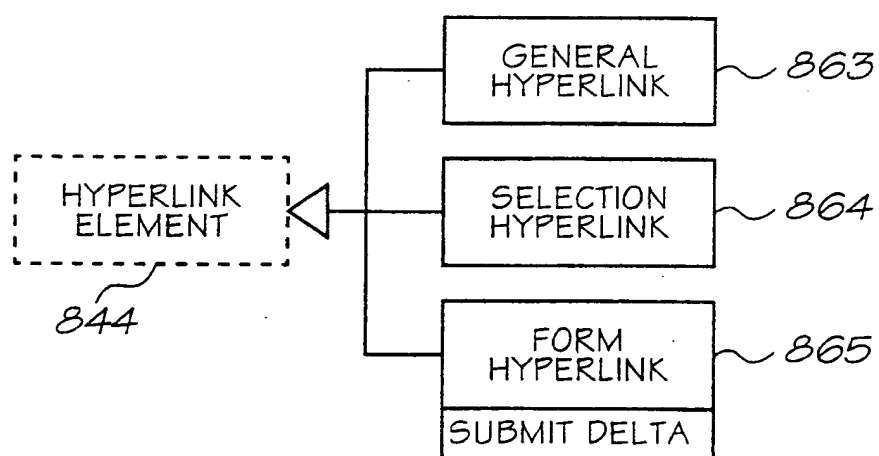 GENERAL
HYPERLINK
863
HYPERLINK
ELEMENT
844
SELECTION
HYPERLINK
864
FORM
HYPERLINK
865
SUBMIT DELTA